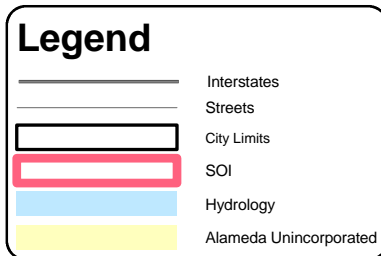 Legend
Interstates
Streets
City Limits
SOI
Hydrology
Alameda Unincorporated